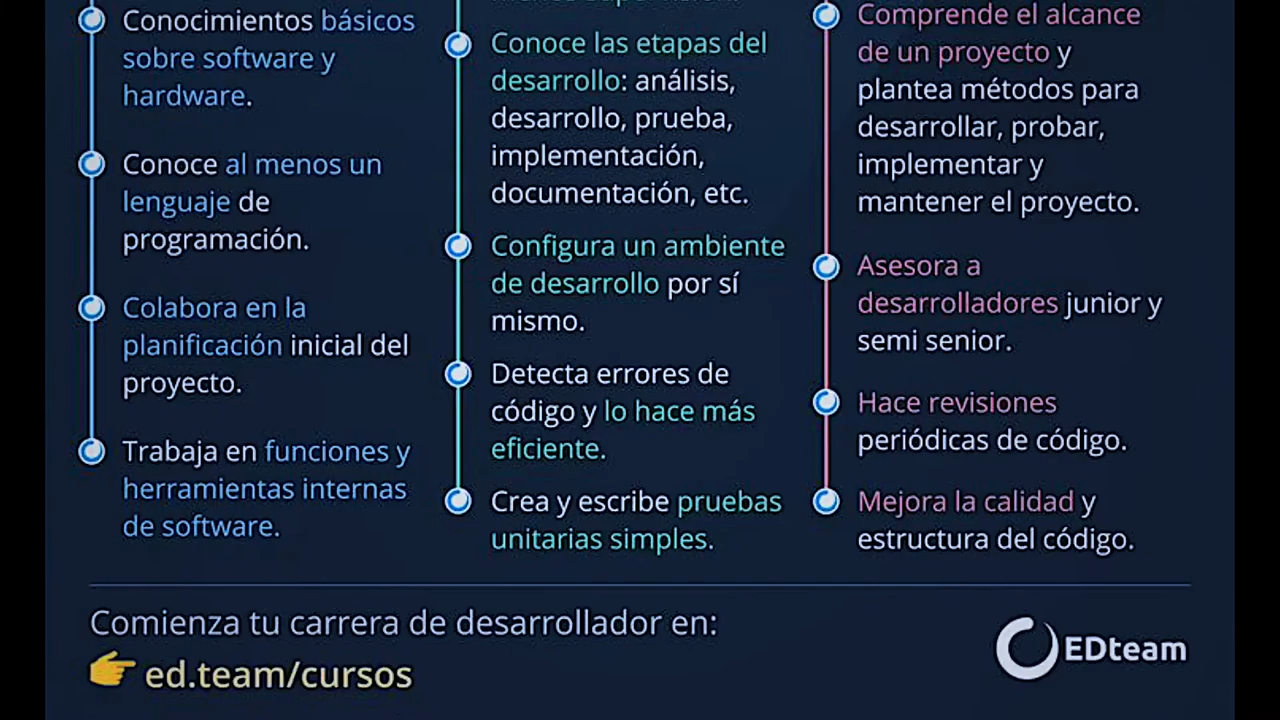 Conocimientos básicos
sobre software y
hardware.
Conoce al menos un
lenguaje de
programación.
Colabora en la
planificación inicial del
proyecto.
Trabaja en funciones y
herramientas internas
de software.
Conoce las etapas del
desarrollo: análisis,
desarrollo, prueba,
implementación,
documentación, etc.
Configura un ambiente
de desarrollo por sí
mismo.
Detecta errores de
código y lo hace más
eficiente.
Crea y escribe pruebas
unitarias simples.
Comprende el alcance
de un proyecto y
plantea métodos para
desarrollar, probar,
implementar y
mantener el proyecto.
Asesora a
desarrolladores junior y
semi senior.
Hace revisiones
periódicas de código.
Mejora la calidad y
estructura del código.
Comienza tu carrera de desarrollador en:
ed.team/cursos
EDteam